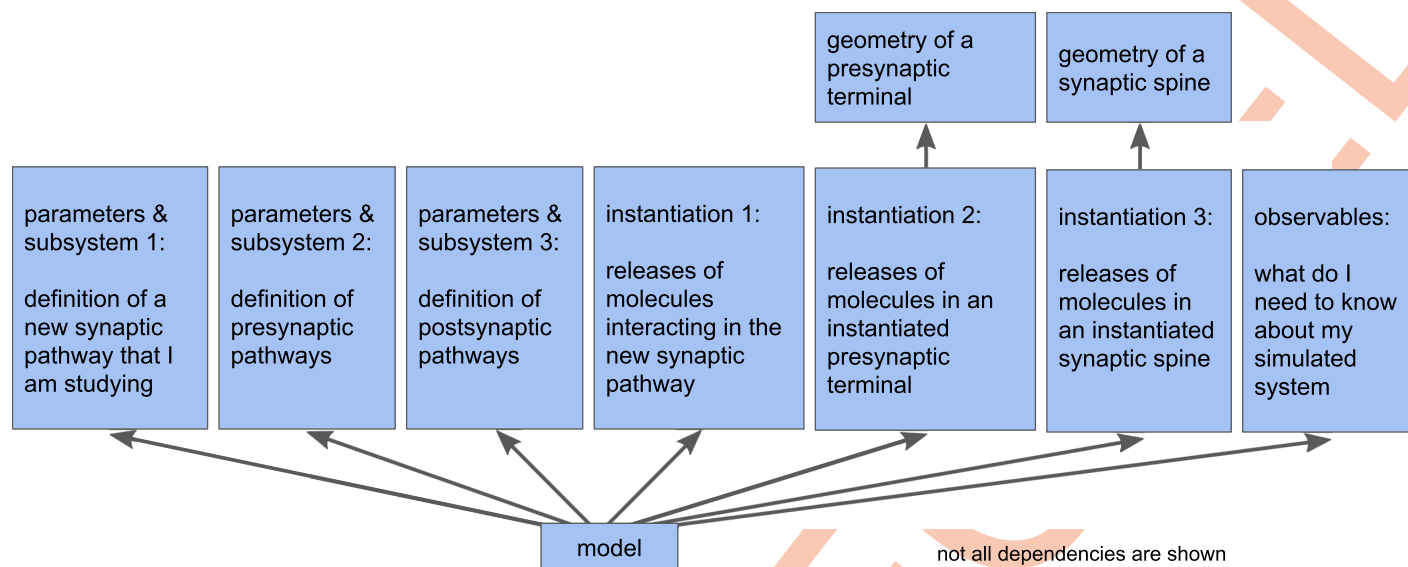 geometry of a
presynaptic
terminal
geometry of a
synaptic spine
parameters &
subsystem 1:
definition of a
new synaptic
pathway that I
am studying
parameters &
subsystem 2:
definition of
presynaptic
pathways
parameters &
subsystem 3:
definition of
postsynaptic
pathways
instantiation 1:
releases of
molecules
interacting in the
new synaptic
pathway
instantiation 2:
releases of
molecules in an
instantiated
presynaptic
terminal
instantiation 3:
releases of
molecules in
an instantiated
synaptic spine
observables:
what do I
need to know
about my
simulated
system
model
not all dependencies are shown